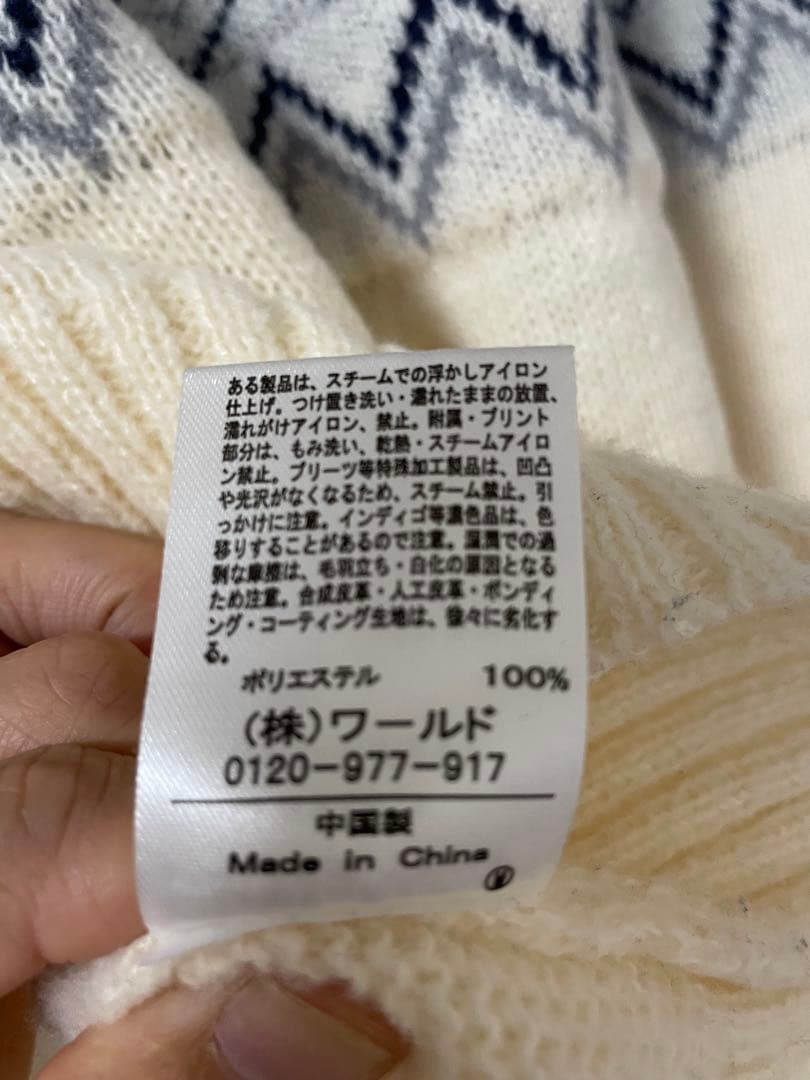 ある製品は、スチームでの浮かしアイロン
仕上げ。つけ置き洗い・濡れたままの放置、
濡れがけアイロン、禁止。附属・プリント
部分は、もみ洗い、乾熱・スチームアイロ
ン禁止。プリーツ等特殊加工製品は、凹凸
や光沢がなくなるため、スチーム禁止。引
っかけに注意。インディゴ等濃色品は、色
移りすることがあるので注意。湿潤での過
剰な摩擦は、毛羽立ち・白化の原因となる
ため注意。合成皮革・人工皮革・ボンディ
ング・コーティング生地は、徐々に劣化す
る。
ポリエステル 100%
(株)ワールド
0120-977-917
中国製
Made in China